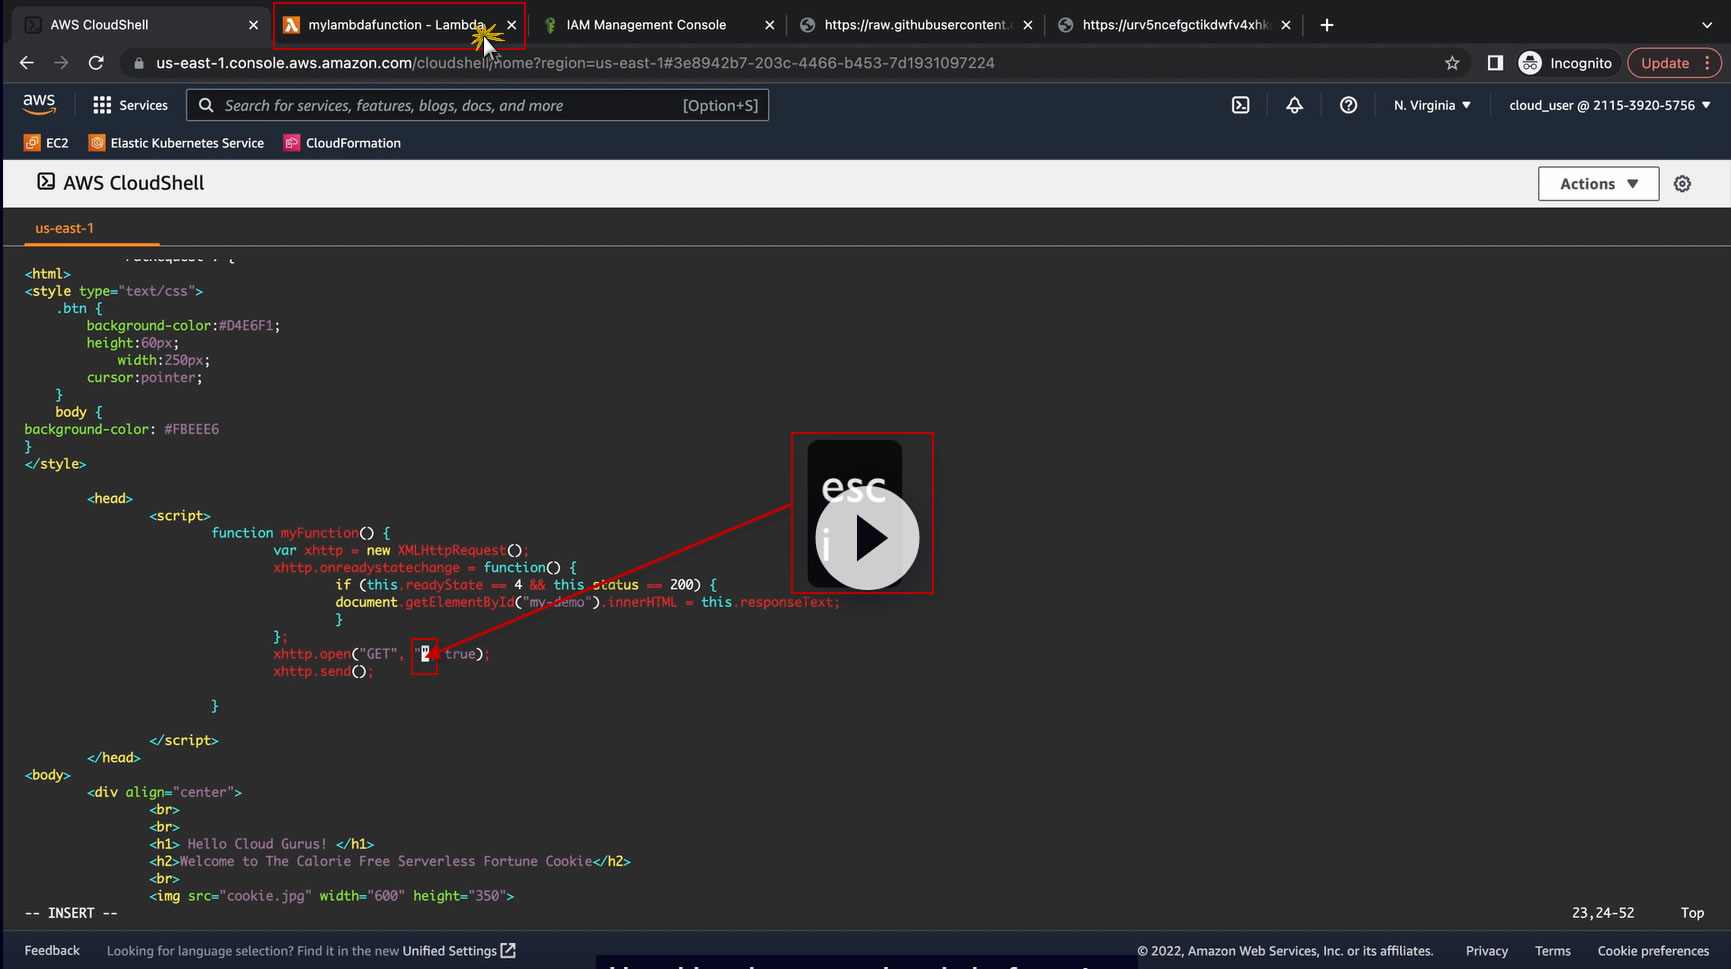 AWS CloudShell
mylambdafunction - Lambda
IAM Management Console
https://raw.githubusercontent.c
https://urv5ncefgctikdwfv4xhk
us-east-1.console.aws.amazon.com/cloudshell/home?region=us-east-1#3e8942b7-203c-4466-b453-7d1931097224
Incognito
Update
aws
Services
Search for services, features, blogs, docs, and more
[Option+S]
N. Virginia
cloud_user @ 2115-3920-5756
EC2
Elastic Kubernetes Service
CloudFormation
AWS CloudShell
Actions
us-east-1
<html>
<style type="text/css">
.btn {
background-color:#D4E6F1;
height:60px;
width:250px;
cursor:pointer;
}
body {
background-color: #FBEEE6
}
</style>
<head>
<script>
function myFunction() {
var xhttp = new XMLHttpRequest();
xhttp.onreadystatechange = function() {
if (this.readyState == 4 && this.status == 200) {
document.getElementById("my-demo").innerHTML = this.responseText;
}
};
xhttp.open("GET", "", true);
xhttp.send();
}
</script>
</head>
<body>
<div align="center">
<br>
<br>
<h1> Hello Cloud Gurus! </h1>
<h2>Welcome to The Calorie Free Serverless Fortune Cookie</h2>
<br>
<img src="cookie.jpg" width="600" height="350">
-- INSERT --
23,24-52
Top
esc
i
Feedback
Looking for language selection? Find it in the new Unified Settings
© 2022, Amazon Web Services, Inc. or its affiliates.
Privacy
Terms
Cookie preferences